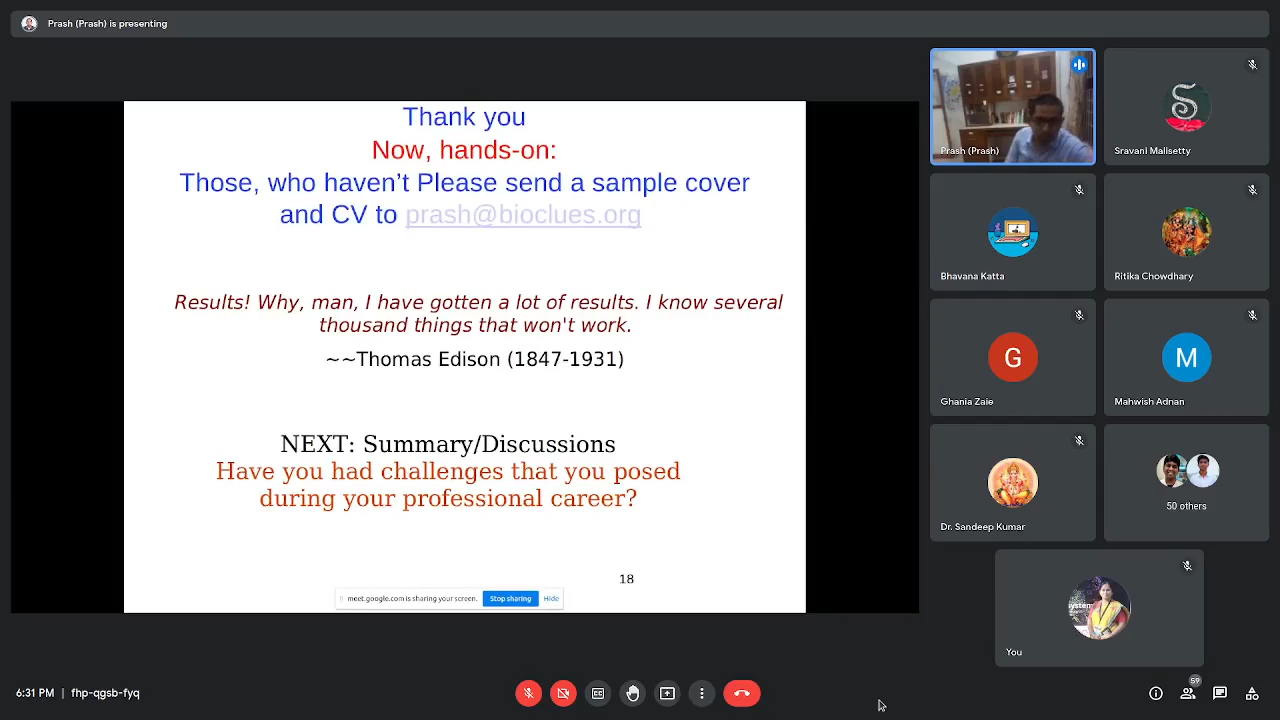 Prash (Prash) is presenting
Thank you
Now, hands-on:
Those, who haven't Please send a sample cover
and CV to prash@bioclues.org
Results! Why, man, I have gotten a lot of results. I know several
thousand things that won't work.
~~Thomas Edison (1847-1931)
NEXT: Summary/Discussions
Have you had challenges that you posed
during your professional career?
18
meet.google.com is sharing your screen.
Stop sharing
Hide
Prash (Prash)
Sravani Malisetty
Bhavana Katta
Ritika Chowdhary
G
Ghania Zaie
M
Mahwish Adnan
Dr. Sandeep Kumar
50 others
You
6:31 PM | fhp-qgsb-fyq
59